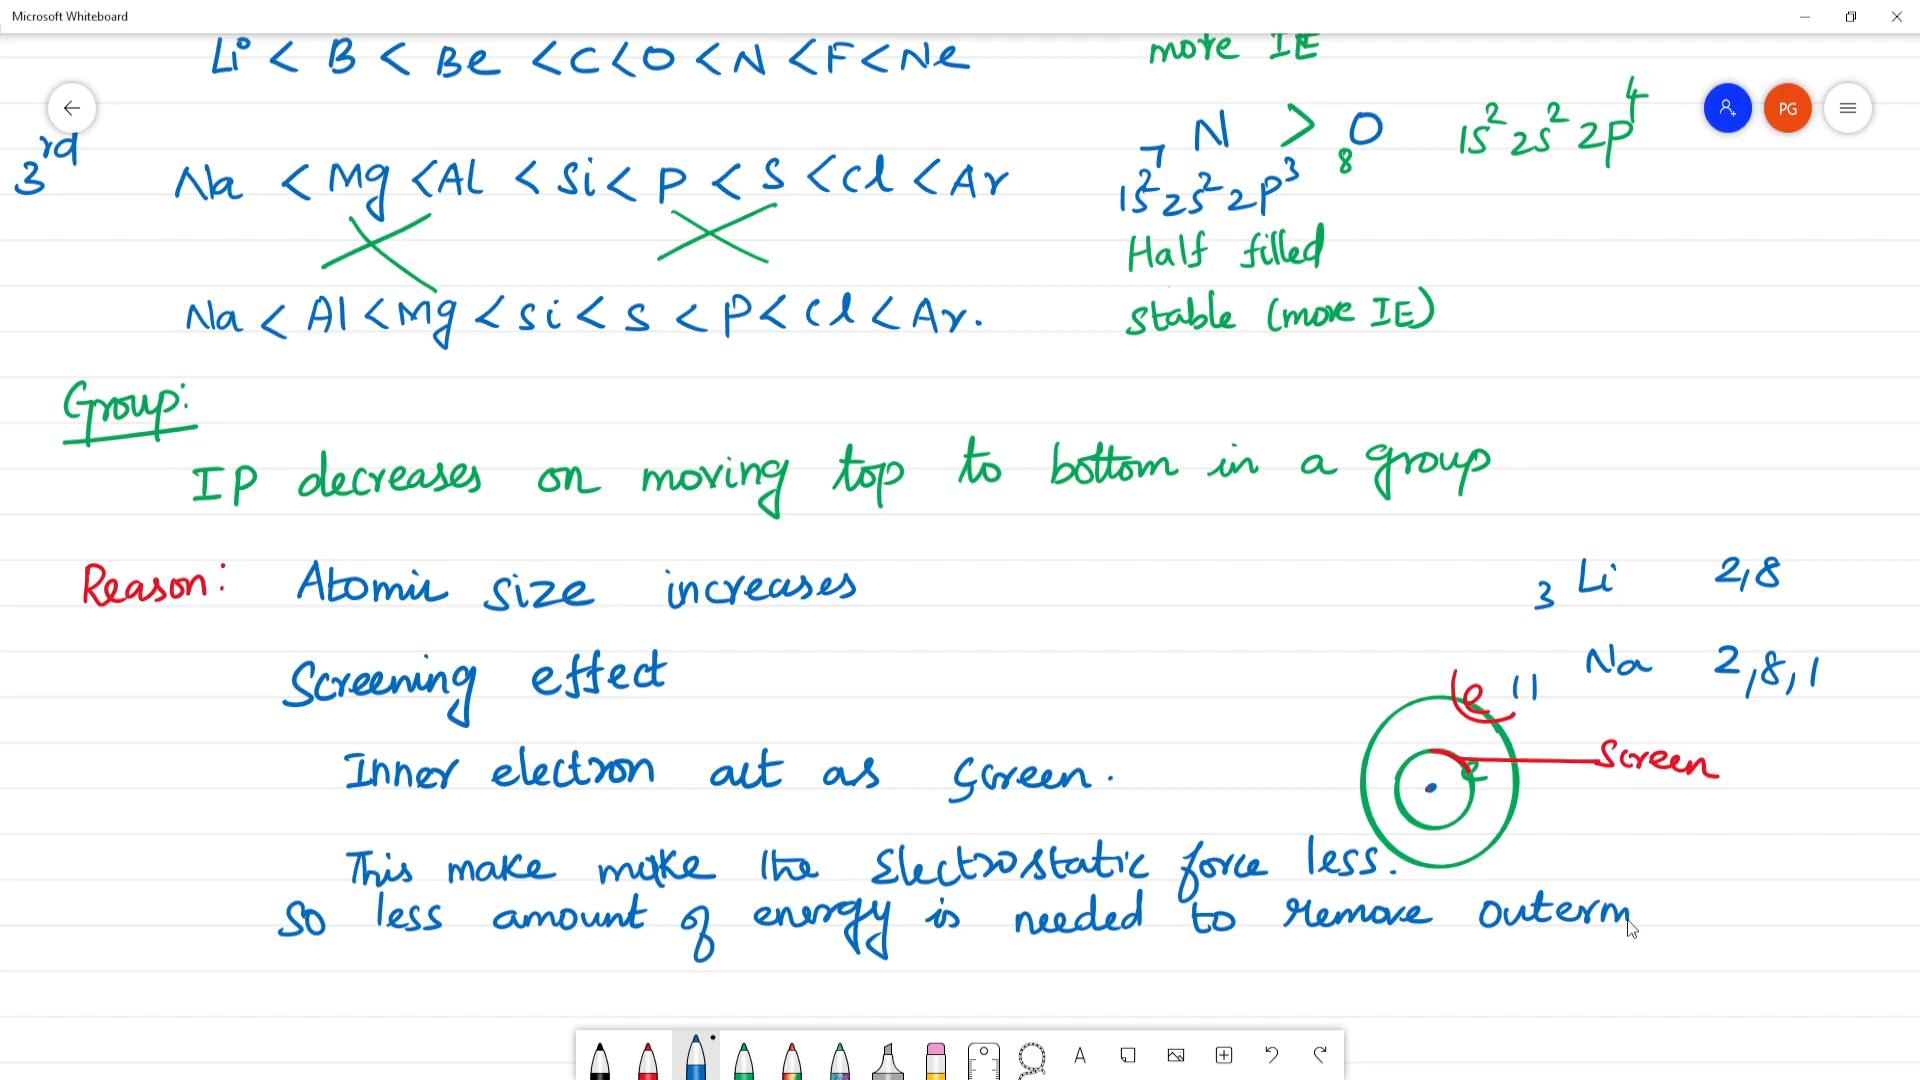 Microsoft Whiteboard
Li < B < Be < C < O < N < F < Ne
more IE
PG
3rd
Na < Mg < Al < Si < P < S < Cl < Ar
7 N > O 8
1s² 2s² 2p⁴
1s² 2s² 2p³
Half filled
stable (more IE)
Na < Al < Mg < Si < S < P < Cl < Ar.
Group:
IP decreases on moving top to bottom in a group
Reason: Atomic size increases
3 Li 2,8
11 Na 2,8,1
Screening effect
e
Screen
e
Inner electron act as screen.
This make make the Electrostatic force less.
So less amount of energy is needed to remove outerm
A